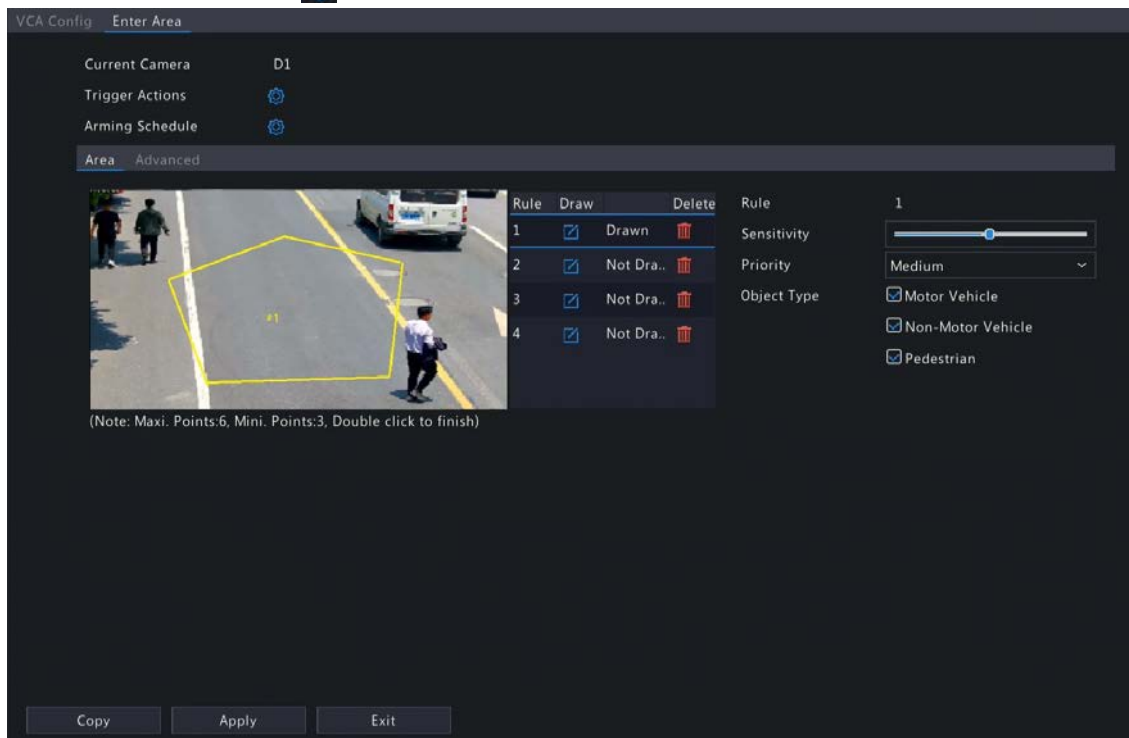 VCA Config Enter Area
Current Camera D1
Trigger Actions
Arming Schedule
Area Advanced
Rule Draw Delete
1 Drawn
2 Not Dra..
3 Not Dra..
4 Not Dra..
#1
(Note: Maxi. Points:6, Mini. Points:3, Double click to finish)
Rule 1
Sensitivity
Priority Medium
Object Type Motor Vehicle
Non-Motor Vehicle
Pedestrian
Copy Apply Exit